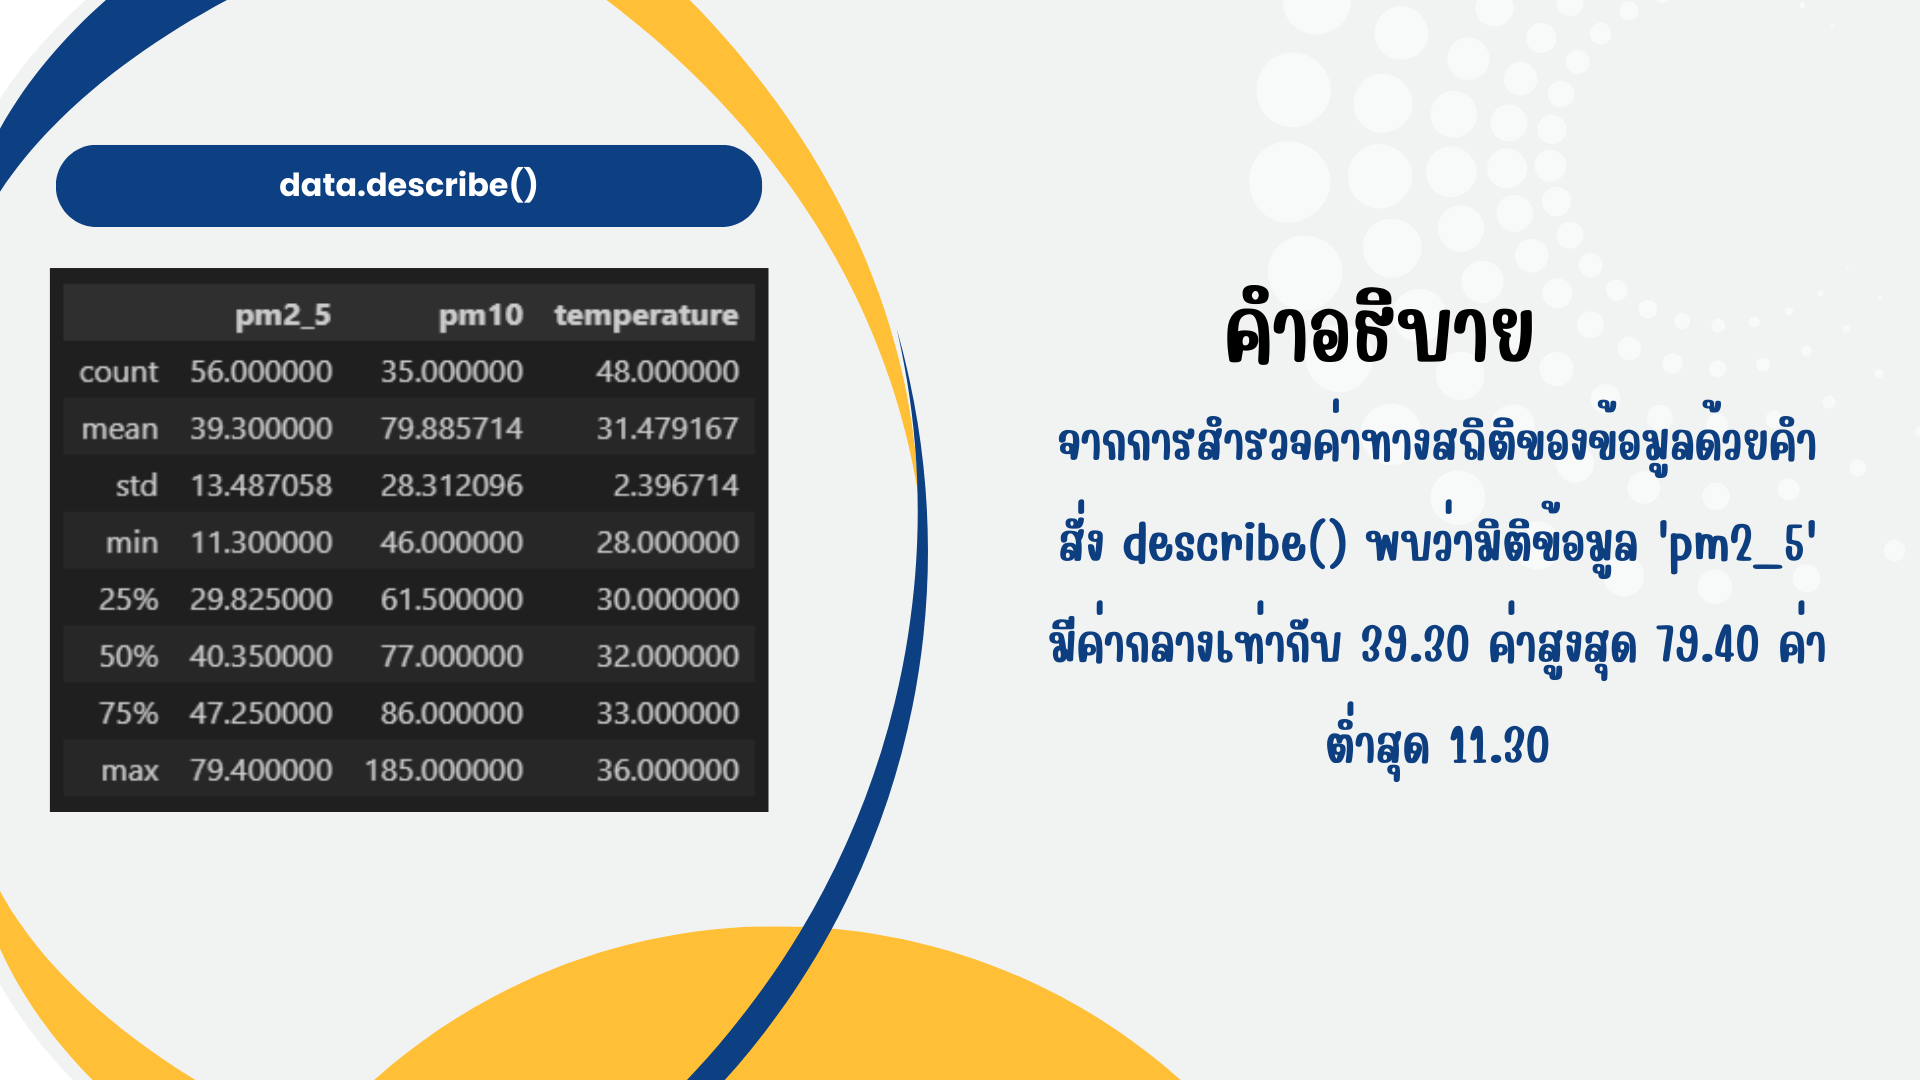 data.describe()
pm2_5 pm10 temperature
count 56.000000 35.000000 48.000000
mean 39.300000 79.885714 31.479167
std 13.487058 28.312096 2.396714
min 11.300000 46.000000 28.000000
25% 29.825000 61.500000 30.000000
50% 40.350000 77.000000 32.000000
75% 47.250000 86.000000 33.000000
max 79.400000 185.000000 36.000000
คำอธิบาย
จากการสำรวจค่าทางสถิติของข้อมูลด้วยคำ
สั่ง describe() พบว่ามิติข้อมูล 'pm2_5'
มีค่ากลางเท่ากับ 39.30 ค่าสูงสุด 79.40 ค่า
ต่ำสุด 11.30